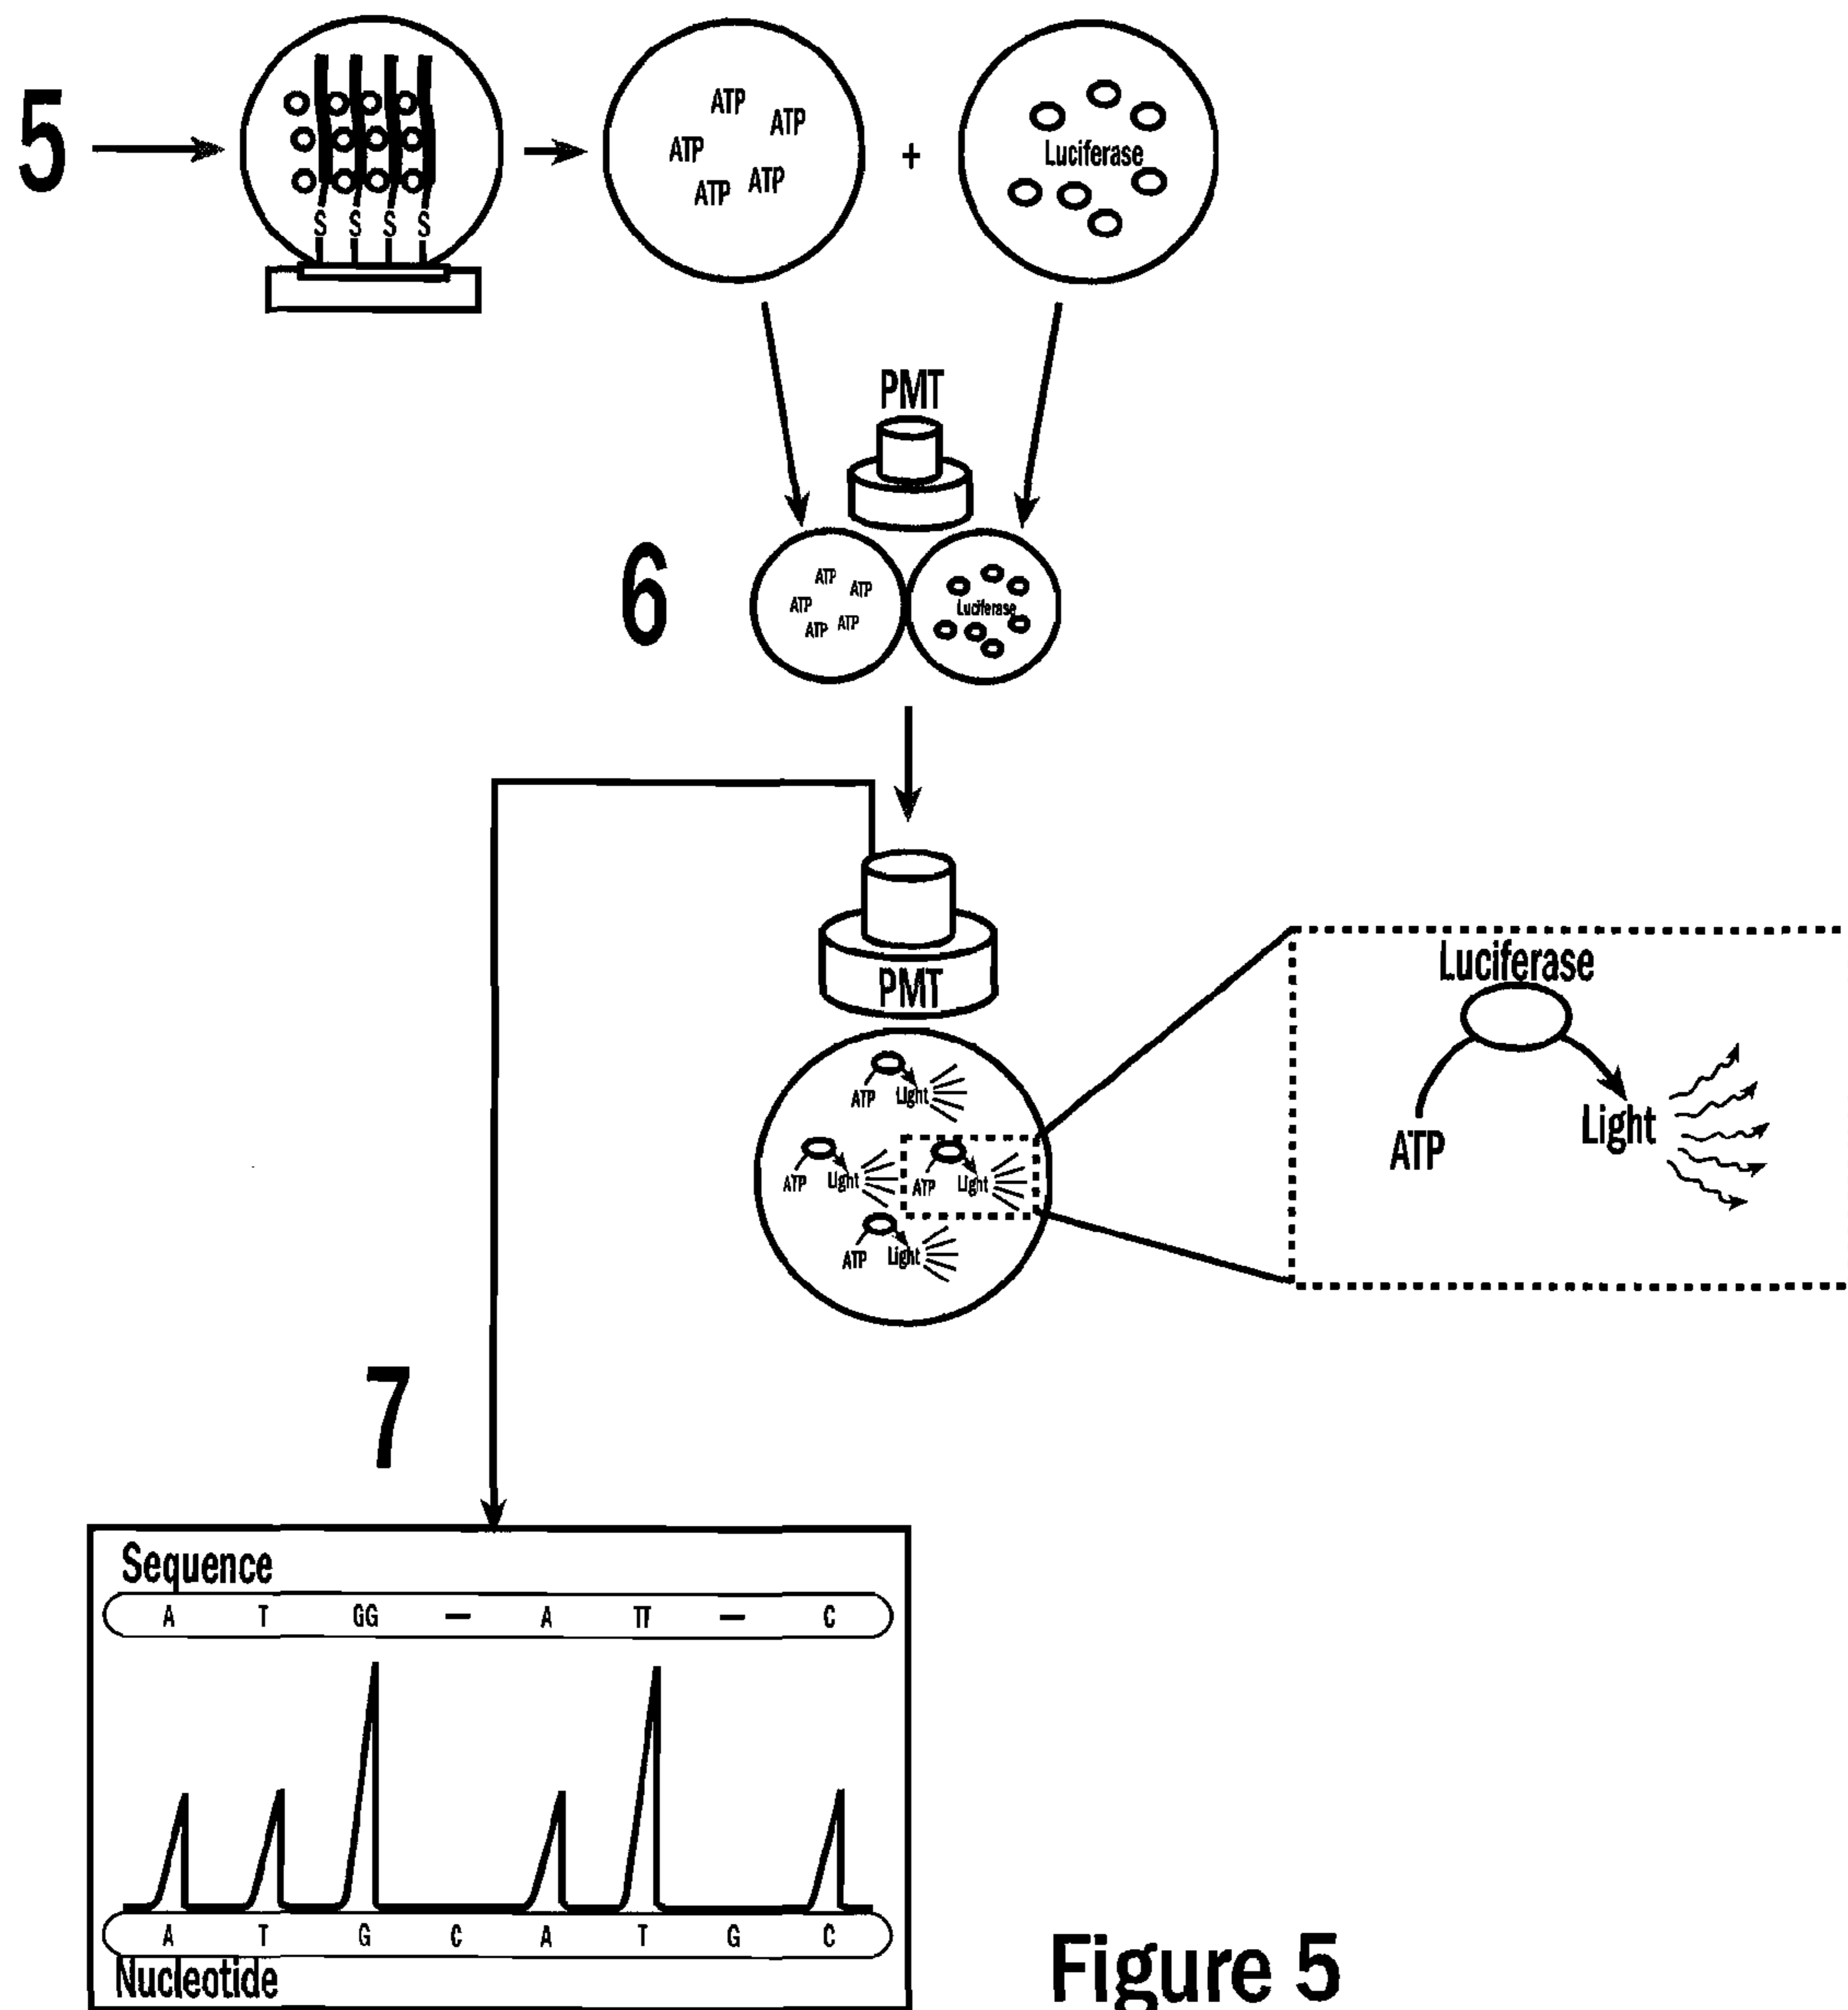 5
S S S S
ATP
ATP
ATP
ATP
ATP
+
Luciferase
PMT
6
ATP
ATP
ATP
ATP
ATP
Luciferase
PMT
ATP Light
ATP Light
ATP Light
ATP Light
Luciferase
ATP
Light
7
Sequence
A T GG — A TT — C
A T G C A T G C
Nucleotide
Figure 5